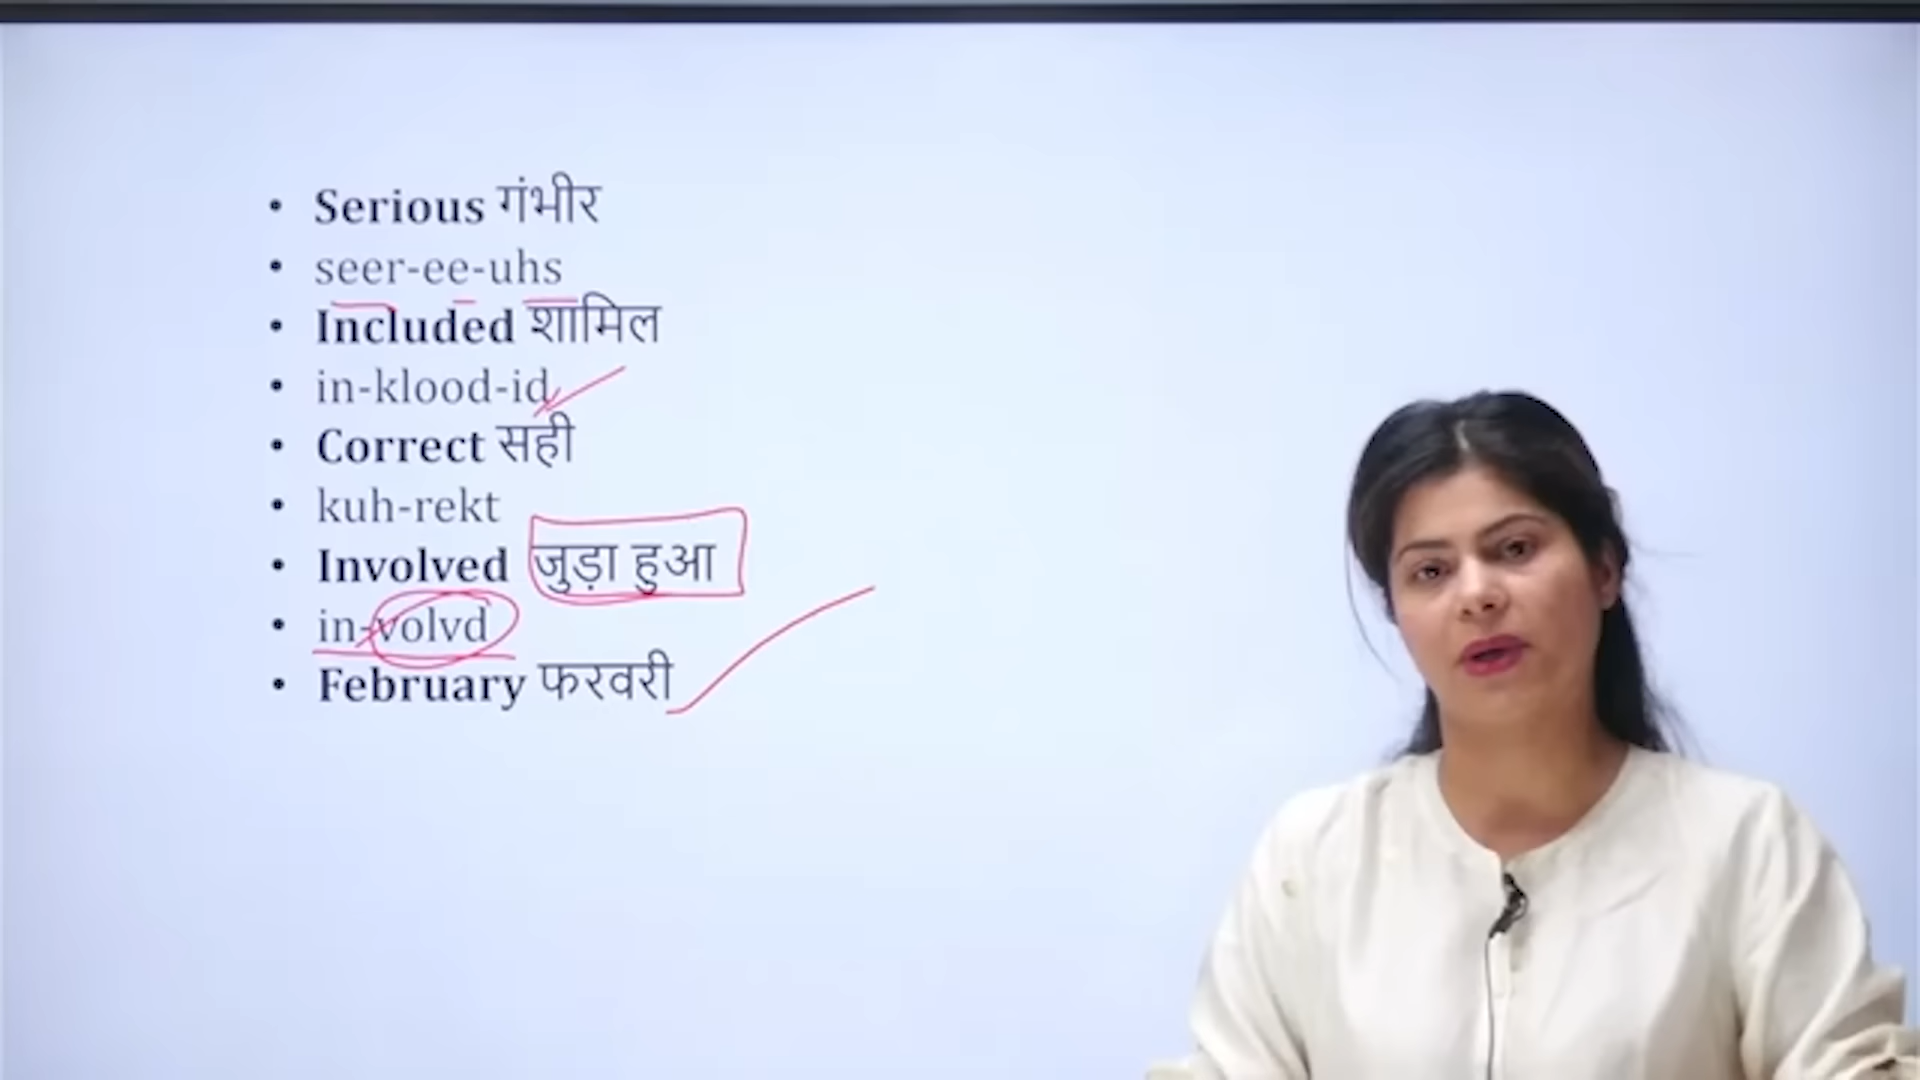 • Serious गंभीर
• seer-ee-uhs
• Included शामिल
• in-klood-id
• Correct सही
• kuh-rekt
• Involved जुड़ा हुआ
• in-volvd
• February फरवरी